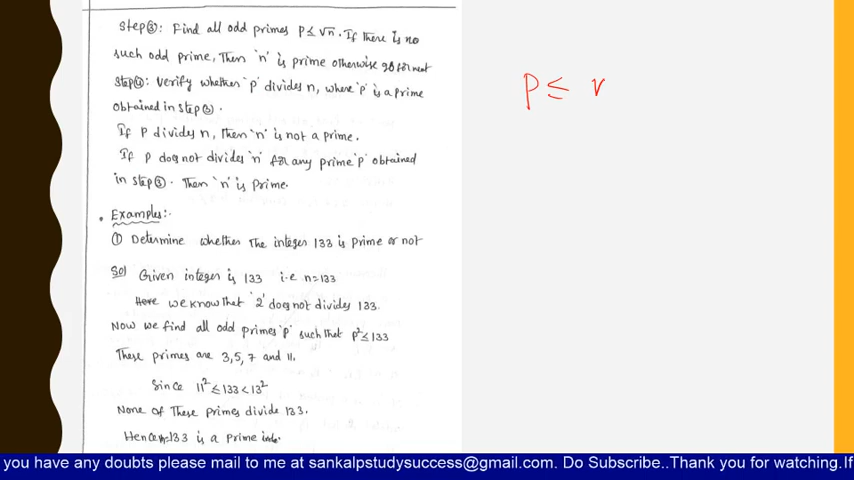 Step③: Find all odd primes P ≤ √n. If there is no
such odd prime, Then 'n' is prime otherwise go for next
Step④: Verify whether 'p' divides n, where 'p' is a prime
obtained in step③.
If P divides n, Then 'n' is not a prime.
If P does not divides 'n' for any prime 'p' obtained
in step③. Then 'n' is prime.
• Examples:-
① Determine whether The integer 133 is prime or not
Sol Given integer is 133 i.e n=133
Here we know that '2' does not divides 133.
Now we find all odd primes 'p' such that p² ≤ 133
These primes are 3, 5, 7 and 11.
Since 11² ≤ 133 < 13²
None of These primes divide 133.
Hence 133 is a prime
P ≤
you have any doubts please mail to me at sankalpstudysuccess@gmail.com. Do Subscribe..Thank you for watching.If